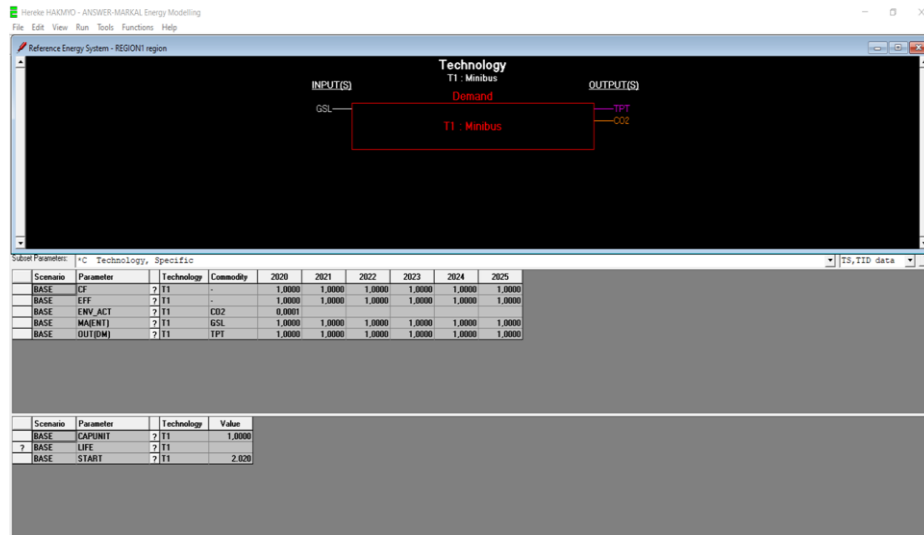 Hereke HAKMYO - ANSWER-MARKAL Energy Modelling
File Edit View Run Tools Functions Help
Reference Energy System - REGION1 region
Technology
T1 : Minibus
INPUT(S) OUTPUT(S)
Demand
GSL TPT
CO2
T1 : Minibus
Subset Parameters: *C Technology, Specific TS,TID data
Scenario Parameter Technology Commodity 2020 2021 2022 2023 2024 2025
BASE CF ? T1 - 1,0000 1,0000 1,0000 1,0000 1,0000 1,0000
BASE EFF ? T1 - 1,0000 1,0000 1,0000 1,0000 1,0000 1,0000
BASE ENV_ACT ? T1 CO2 0,0001
BASE MA(ENT) ? T1 GSL 1,0000 1,0000 1,0000 1,0000 1,0000 1,0000
BASE OUT(DM) ? T1 TPT 1,0000 1,0000 1,0000 1,0000 1,0000 1,0000
Scenario Parameter Technology Value
BASE CAPUNIT ? T1 1,0000
? BASE LIFE ? T1
BASE START ? T1 2.020